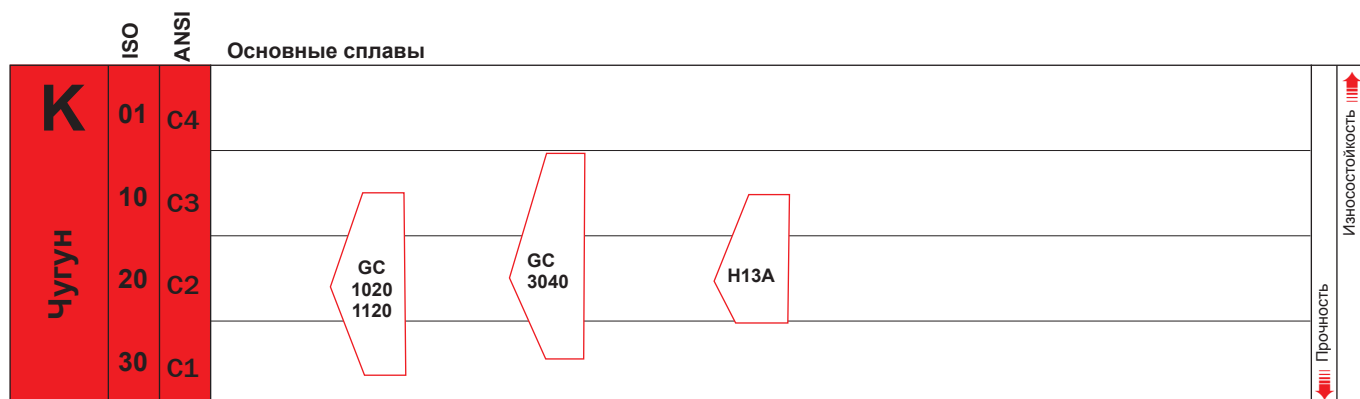 ISO
ANSI
Основные сплавы
K
Чугун
01
C4
10
C3
20
C2
30
C1
GC
1020
1120
GC
3040
H13A
Прочность
Износостойкость